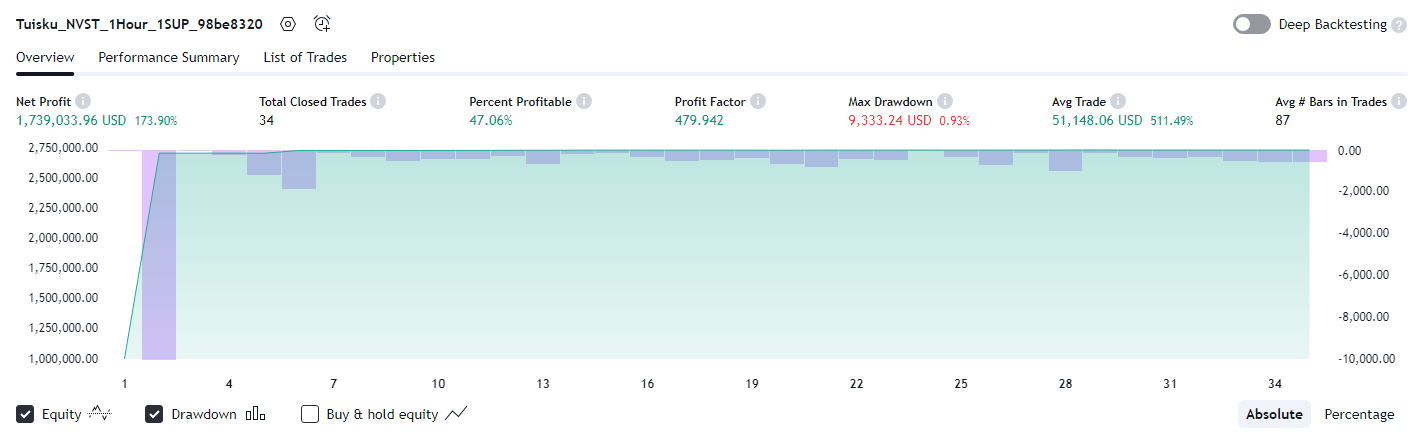 Tuisku_NVST_1Hour_1SUP_98be8320
Deep Backtesting ?
Overview Performance Summary List of Trades Properties
Net Profit i Total Closed Trades i Percent Profitable i Profit Factor i Max Drawdown i Avg Trade i Avg # Bars in Trades i
1,739,033.96 USD 173.90% 34 47.06% 479.942 9,333.24 USD 0.93% 51,148.06 USD 511.49% 87
2,750,000.00 0.00
2,500,000.00 -2,000.00
2,250,000.00
2,000,000.00 -4,000.00
1,750,000.00 -6,000.00
1,500,000.00
1,250,000.00 -8,000.00
1,000,000.00 -10,000.00
1 4 7 10 13 16 19 22 25 28 31 34
Equity Drawdown Buy & hold equity Absolute Percentage